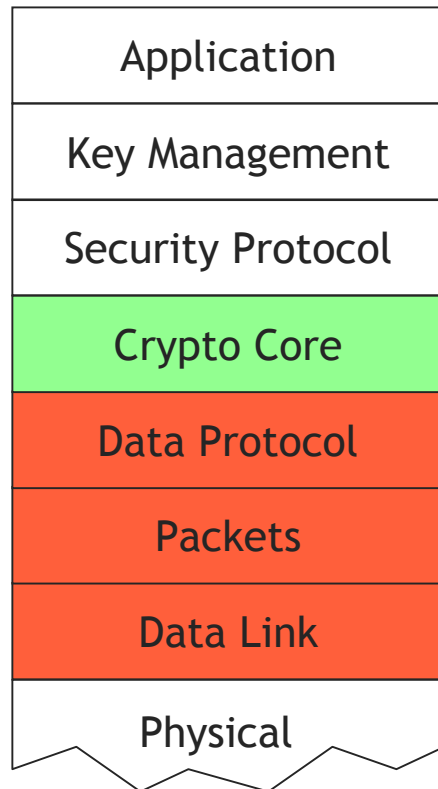 Application
Key Management
Security Protocol
Crypto Core
Data Protocol
Packets
Data Link
Physical